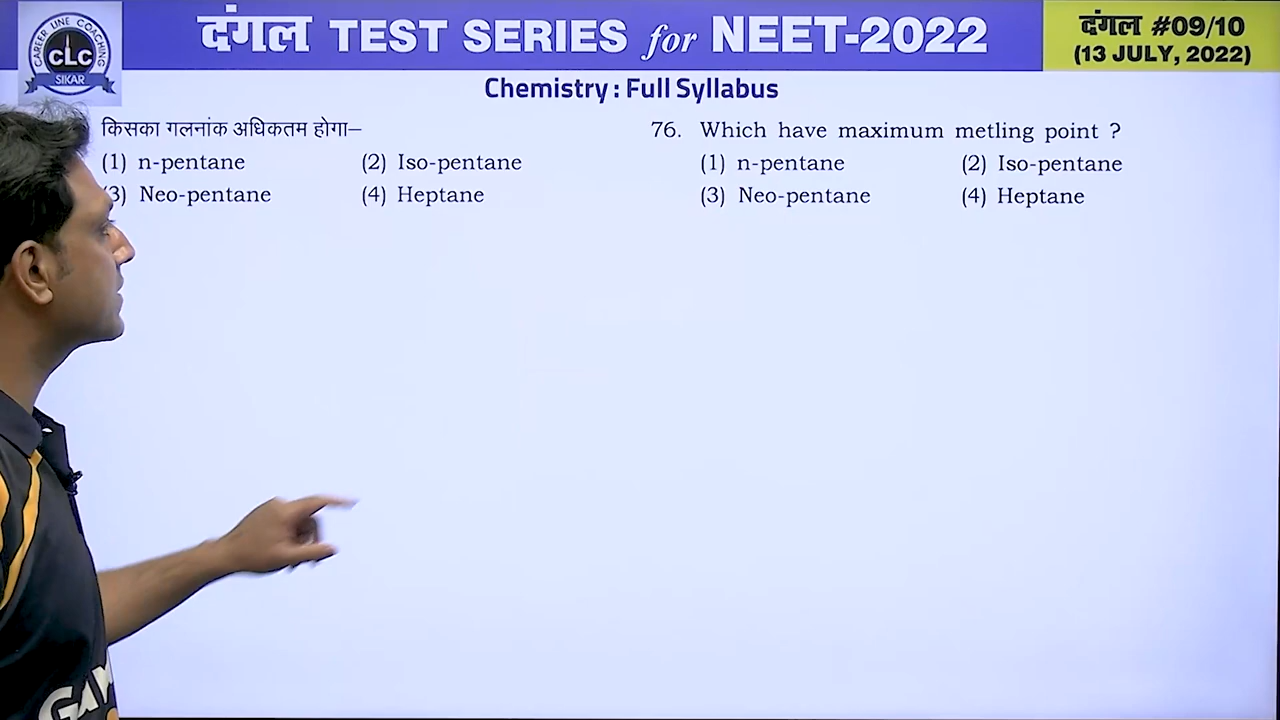 दंगल TEST SERIES for NEET-2022
दंगल #09/10
(13 JULY, 2022)
CAREER LINE COACHING
CLC
SIKAR
Chemistry : Full Syllabus
किसका गलनांक अधिकतम होगा–
(1) n-pentane (2) Iso-pentane
3) Neo-pentane (4) Heptane
76. Which have maximum metling point ?
(1) n-pentane (2) Iso-pentane
(3) Neo-pentane (4) Heptane